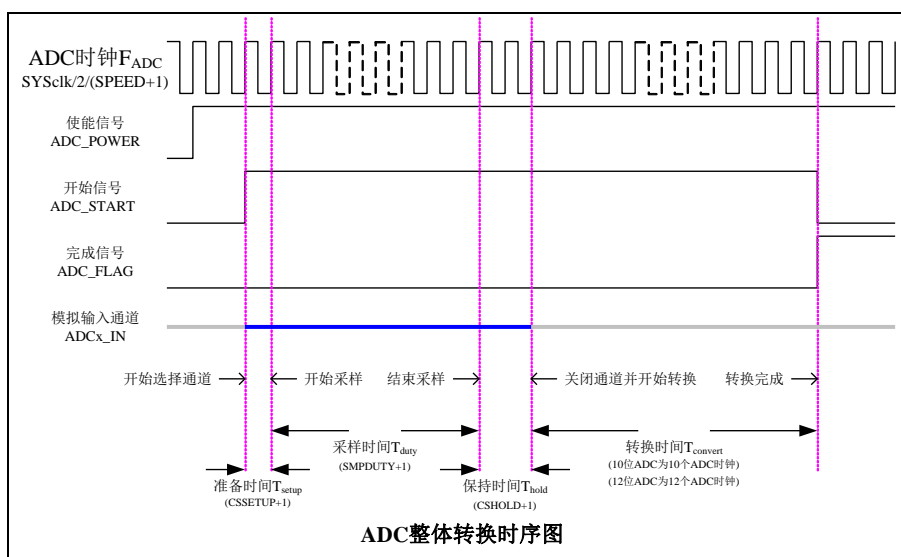 ADC时钟FADC
SYSclk/2/(SPEED+1)
使能信号
ADC_POWER
开始信号
ADC_START
完成信号
ADC_FLAG
模拟输入通道
ADCx_IN
开始选择通道
开始采样
结束采样
关闭通道并开始转换
转换完成
采样时间Tduty
(SMPDUTY+1)
转换时间Tconvert
(10位ADC为10个ADC时钟)
(12位ADC为12个ADC时钟)
准备时间Tsetup
(CSSETUP+1)
保持时间Thold
(CSHOLD+1)
ADC整体转换时序图